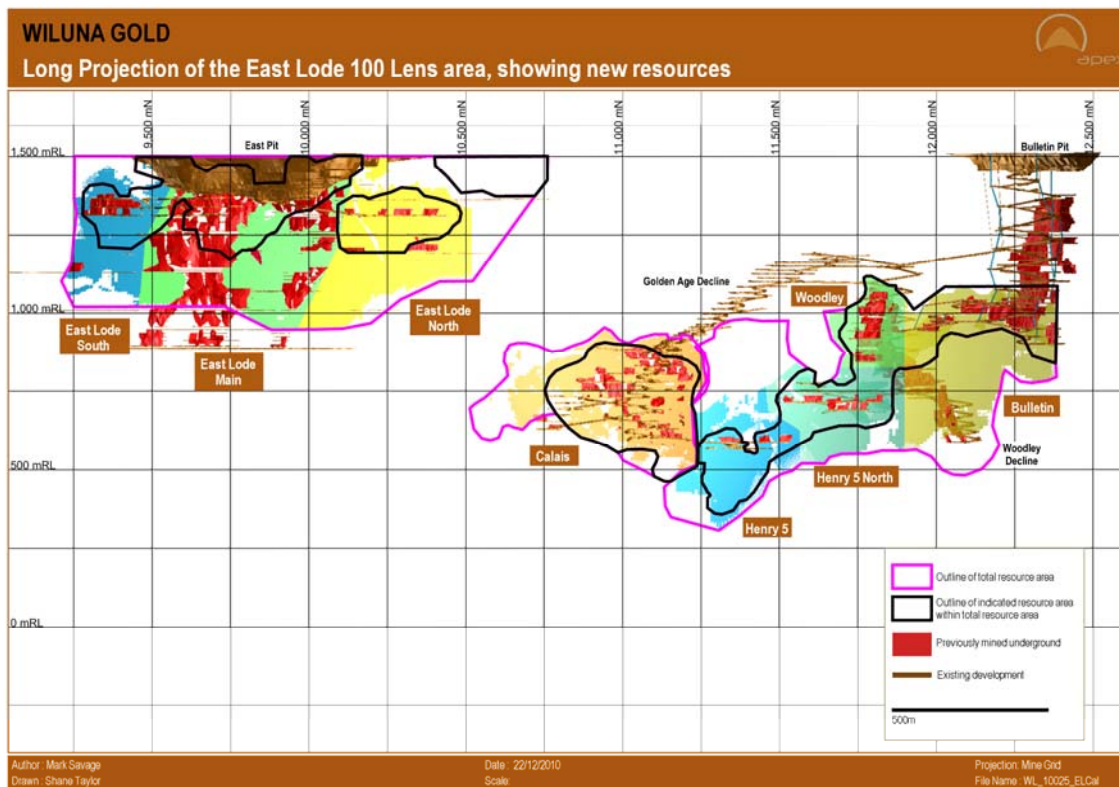 WILUNA GOLD
Long Projection of the East Lode 100 Lens area, showing new resources
apex
9,500 mN
10,000 mN
10,500 mN
11,000 mN
11,500 mN
12,000 mN
12,500 mN
East Pit
Bulletin Pit
1,500 mRL
1,000 mRL
500 mRL
0 mRL
Golden Age Decline
Woodley
East Lode
South
East Lode
Main
East Lode
North
Calais
Henry 5
Henry 5 North
Bulletin
Woodley
Decline
Outline of total resource area
Outline of indicated resource area
within total resource area
Previously mined underground
Existing development
500m
Author : Mark Savage
Drawn : Shane Taylor
Date : 22/12/2010
Scale:
Projection: Mine Grid
File Name : WL_10025_ELCal